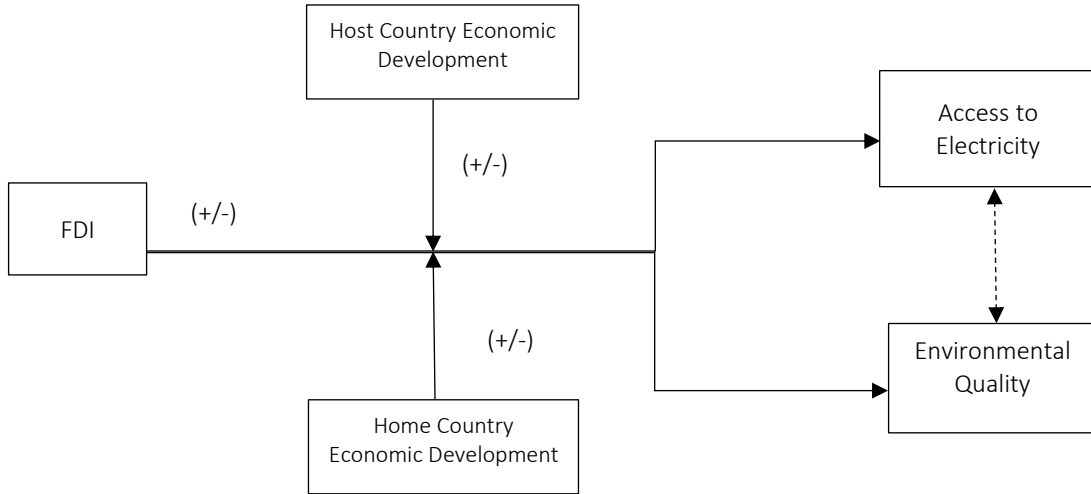 Host Country Economic
Development
Access to
Electricity
(+/-)
FDI
(+/-)
(+/-)
Environmental
Quality
Home Country
Economic Development